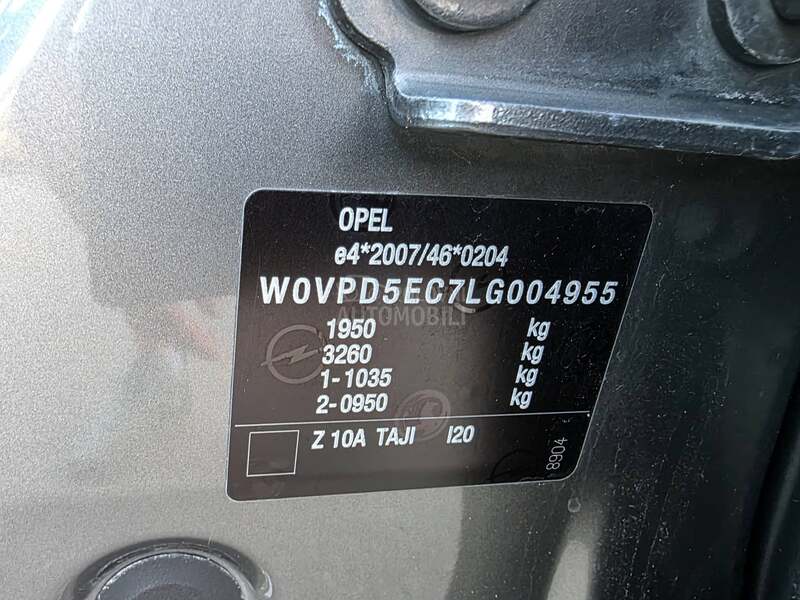 OPEL
e4*2007/46*0204
W0VPD5EC7LG004955
AUTOMOBILI
1950 kg
3260 kg
1-1035 kg
2-0950 kg
Z 10A TAJI I20
8904